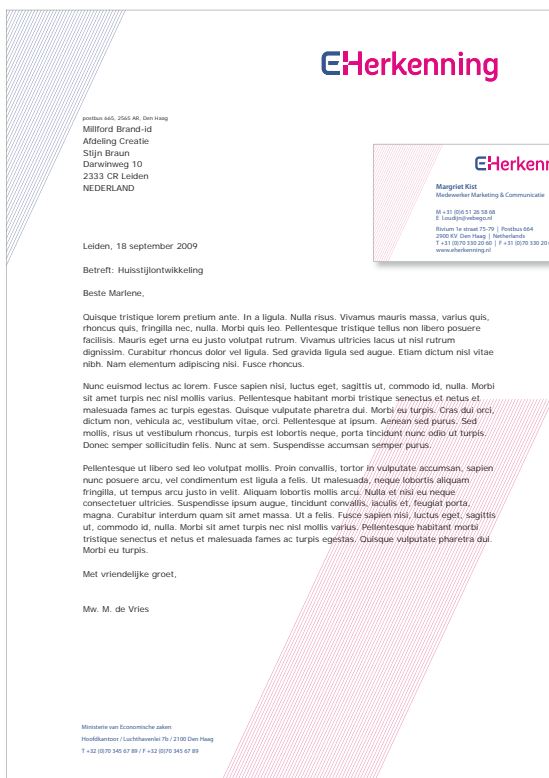 EHerkenning
postbus 665, 2565 AR, Den Haag
Millford Brand-id
Afdeling Creatie
Stijn Braun
Darwinweg 10
2333 CR Leiden
NEDERLAND
EHerkenn
Margriet Kist
Medewerker Marketing & Communicatie
M +31 (0)6 51 26 58 68
E Loudijn@vebego.nl
Rivium 1e straat 75-79 | Postbus 664
2900 KV Den Haag | Netherlands
T +31 (0)70 330 20 60 | F +31 (0)70 330 20
www.eherkenning.nl
Leiden, 18 september 2009
Betreft: Huisstijlontwikkeling
Beste Marlene,
Quisque tristique lorem pretium ante. In a ligula. Nulla risus. Vivamus mauris massa, varius quis,
rhoncus quis, fringilla nec, nulla. Morbi quis leo. Pellentesque tristique tellus non libero posuere
facilisis. Mauris eget urna eu justo volutpat rutrum. Vivamus ultricies lacus ut nisl rutrum
dignissim. Curabitur rhoncus dolor vel ligula. Sed gravida ligula sed augue. Etiam dictum nisl vitae
nibh. Nam elementum adipiscing nisi. Fusce rhoncus.
Nunc euismod lectus ac lorem. Fusce sapien nisi, luctus eget, sagittis ut, commodo id, nulla. Morbi
sit amet turpis nec nisl mollis varius. Pellentesque habitant morbi tristique senectus et netus et
malesuada fames ac turpis egestas. Quisque vulputate pharetra dui. Morbi eu turpis. Cras dui orci,
dictum non, vehicula ac, vestibulum vitae, orci. Pellentesque at ipsum. Aenean sed purus. Sed
mollis, risus ut vestibulum rhoncus, turpis est lobortis neque, porta tincidunt nunc odio ut turpis.
Donec semper sollicitudin felis. Nunc at sem. Suspendisse accumsan semper purus.
Pellentesque ut libero sed leo volutpat mollis. Proin convallis, tortor in vulputate accumsan, sapien
nunc posuere arcu, vel condimentum est ligula a felis. Ut malesuada, neque lobortis aliquam
fringilla, ut tempus arcu justo in velit. Aliquam lobortis mollis arcu. Nulla et nisi eu neque
consectetuer ultricies. Suspendisse ipsum augue, tincidunt convallis, iaculis et, feugiat porta,
magna. Curabitur interdum quam sit amet massa. Ut a felis. Fusce sapien nisi, luctus eget, sagittis
ut, commodo id, nulla. Morbi sit amet turpis nec nisl mollis varius. Pellentesque habitant morbi
tristique senectus et netus et malesuada fames ac turpis egestas. Quisque vulputate pharetra dui.
Morbi eu turpis.
Met vriendelijke groet,
Mw. M. de Vries
Ministerie van Economische zaken
Hoofdkantoor / Luchthavenlei 7b / 2100 Den Haag
T +32 (0)70 345 67 89 / F +32 (0)70 345 67 89